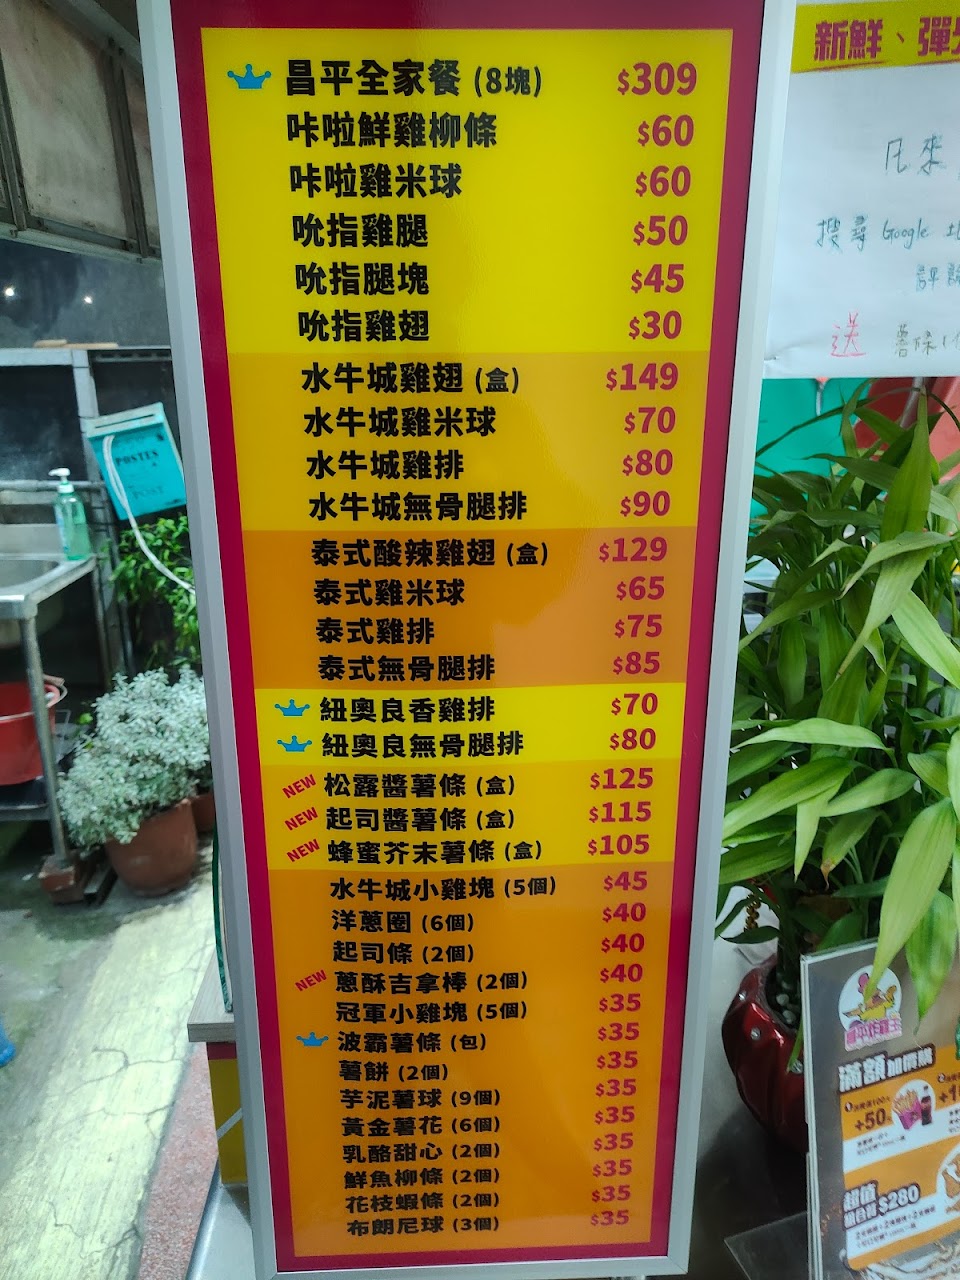 昌平全家餐 (8塊) $309
咔啦鮮雞柳條 $60
咔啦雞米球 $60
吮指雞腿 $50
吮指腿塊 $45
吮指雞翅 $30
水牛城雞翅 (盒) $149
水牛城雞米球 $70
水牛城雞排 $80
水牛城無骨腿排 $90
泰式酸辣雞翅 (盒) $129
泰式雞米球 $65
泰式雞排 $75
泰式無骨腿排 $85
紐奧良香雞排 $70
紐奧良無骨腿排 $80
NEW 松露醬薯條 (盒) $125
NEW 起司醬薯條 (盒) $115
NEW 蜂蜜芥末薯條 (盒) $105
水牛城小雞塊 (5個) $45
洋蔥圈 (6個) $40
起司條 (2個) $40
NEW 蔥酥吉拿棒 (2個) $40
冠軍小雞塊 (5個) $35
波霸薯條 (包) $35
薯餅 (2個) $35
芋泥薯球 (9個) $35
黃金薯花 (6個) $35
乳酪甜心 (2個) $35
鮮魚柳條 (2個) $35
花枝蝦條 (2個) $35
布朗尼球 (3個) $35
新鮮、彈
凡來
搜尋 Google 北
評
送 薯條1
POSTES
POST
滿額加價購
+50
超值
$280